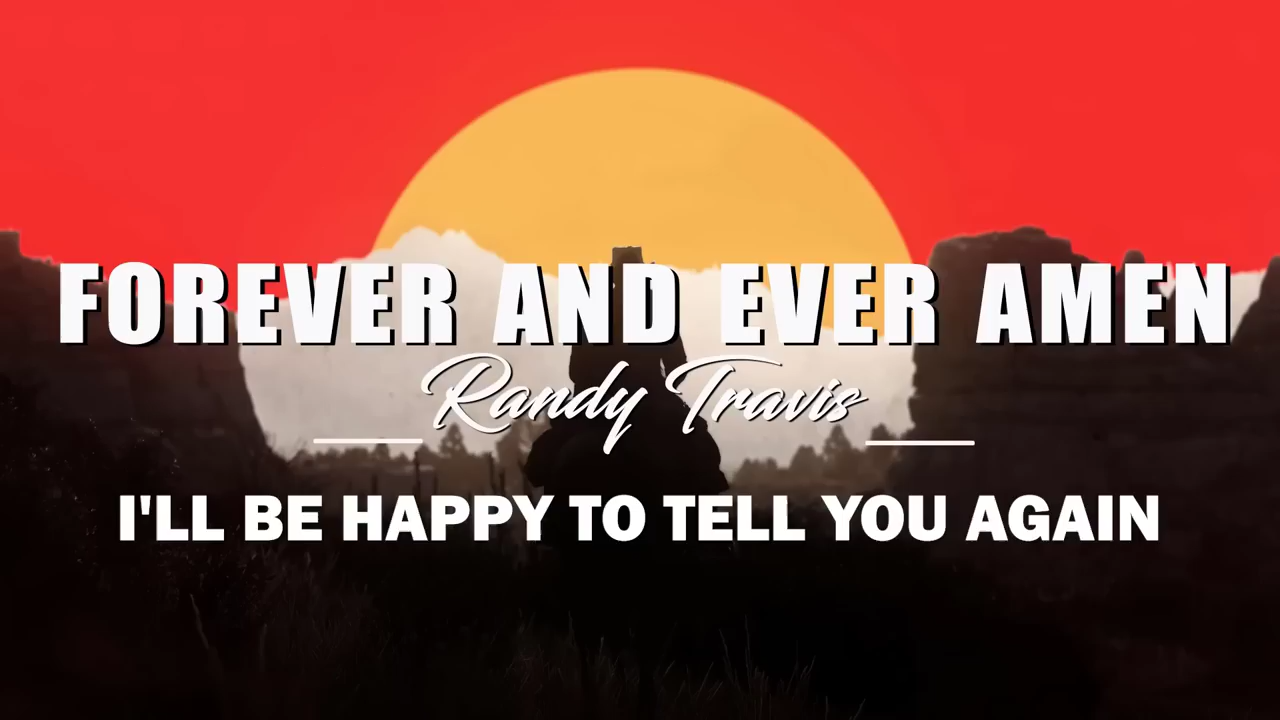 FOREVER AND EVER AMEN
Randy Travis
I'LL BE HAPPY TO TELL YOU AGAIN